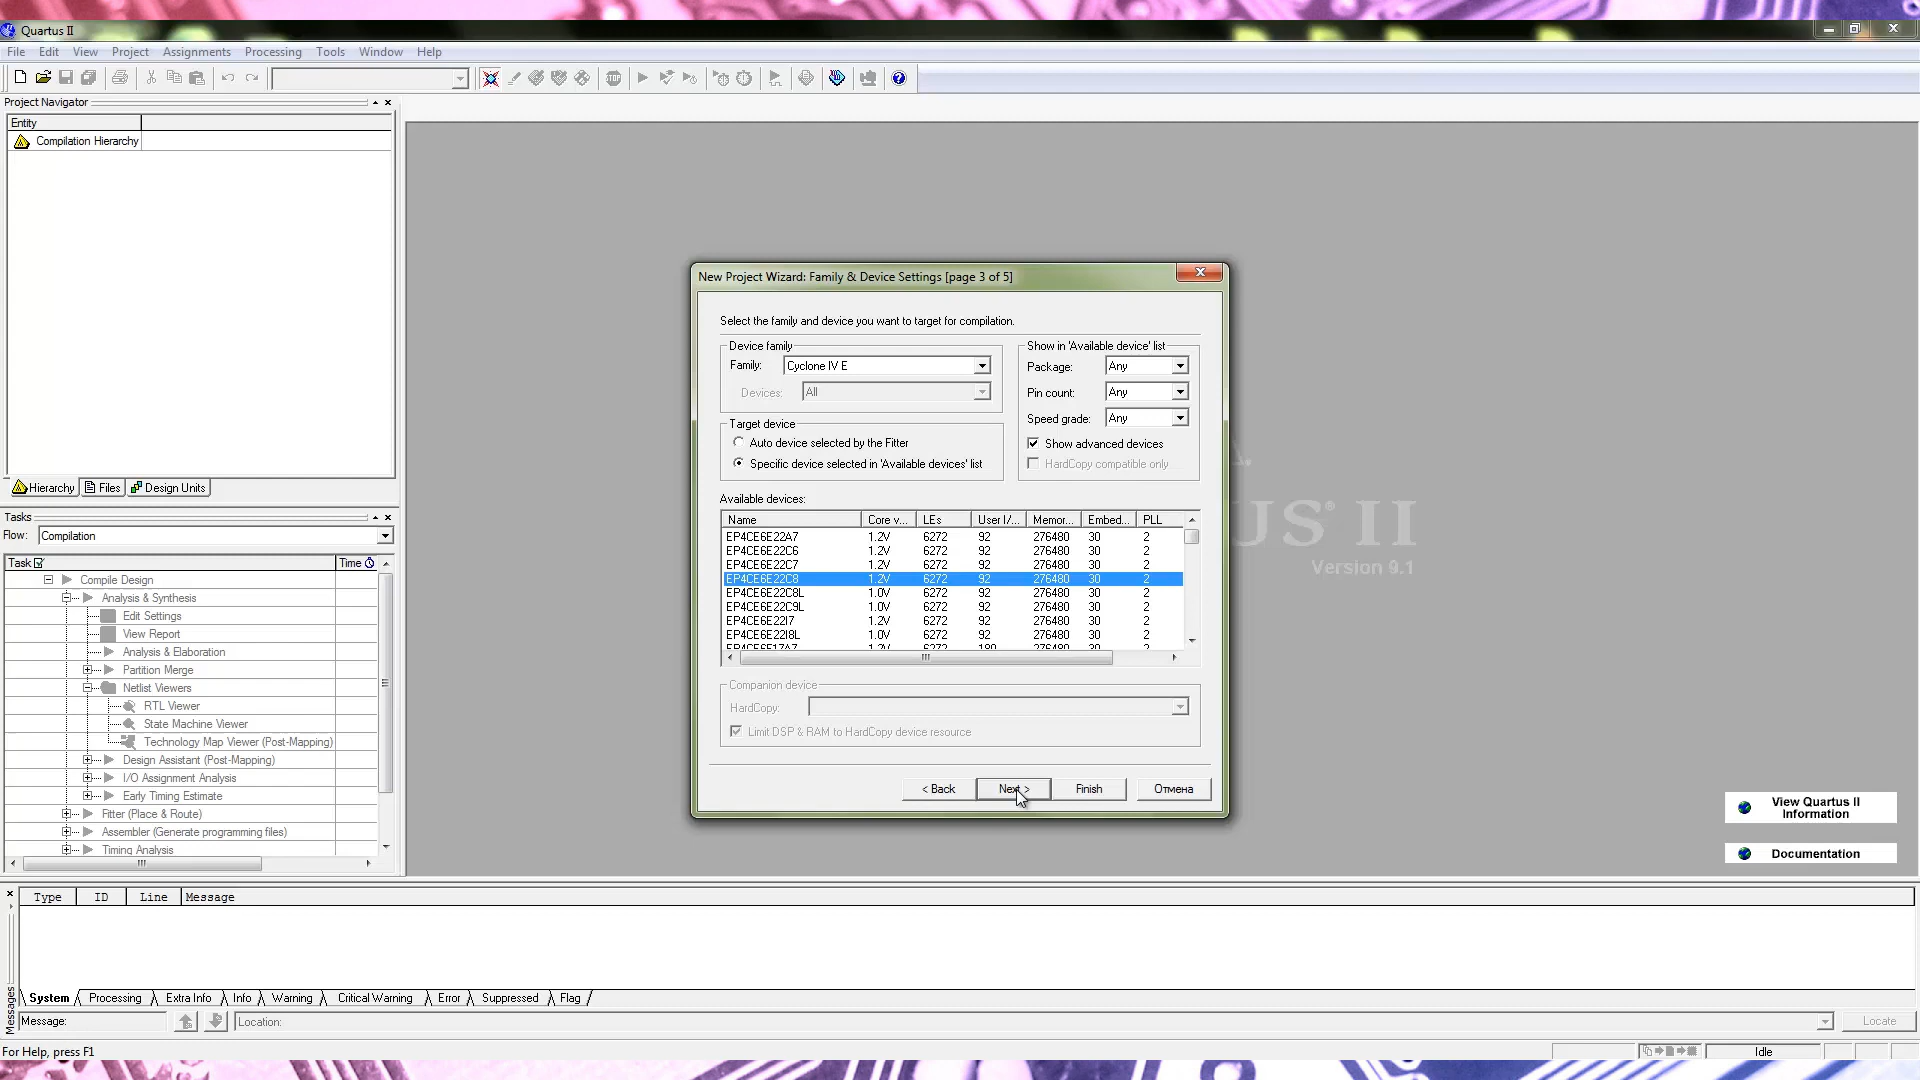 Quartus II
File Edit View Project Assignments Processing Tools Window Help
Project Navigator
Entity
Compilation Hierarchy
Hierarchy Files Design Units
Tasks
Flow: Compilation
Task Time
Compile Design
Analysis & Synthesis
Edit Settings
View Report
Analysis & Elaboration
Partition Merge
Netlist Viewers
RTL Viewer
State Machine Viewer
Technology Map Viewer (Post-Mapping)
Design Assistant (Post-Mapping)
I/O Assignment Analysis
Early Timing Estimate
Fitter (Place & Route)
Assembler (Generate programming files)
Timing Analysis
New Project Wizard: Family & Device Settings [page 3 of 5]
Select the family and device you want to target for compilation.
Device family
Family: Cyclone IV E
Devices: All
Target device
Auto device selected by the Fitter
Specific device selected in 'Available devices' list
Show in 'Available device' list
Package: Any
Pin count: Any
Speed grade: Any
Show advanced devices
HardCopy compatible only
Available devices:
Name Core v... LEs User I/... Memor... Embed... PLL
EP4CE6E22A7 1.2V 6272 92 276480 30 2
EP4CE6E22C6 1.2V 6272 92 276480 30 2
EP4CE6E22C7 1.2V 6272 92 276480 30 2
EP4CE6E22C8 1.2V 6272 92 276480 30 2
EP4CE6E22C8L 1.0V 6272 92 276480 30 2
EP4CE6E22C9L 1.0V 6272 92 276480 30 2
EP4CE6E22I7 1.2V 6272 92 276480 30 2
EP4CE6E22I8L 1.0V 6272 92 276480 30 2
EP4CE6F17A7 1.2V 6272 180 276480 30 2
Companion device
HardCopy:
Limit DSP & RAM to HardCopy device resource
< Back Next > Finish Отмена
US® II
Version 9.1
View Quartus II
Information
Documentation
Type ID Line Message
System Processing Extra Info Info Warning Critical Warning Error Suppressed Flag
Messages
Message: Location: Locate
For Help, press F1 Idle